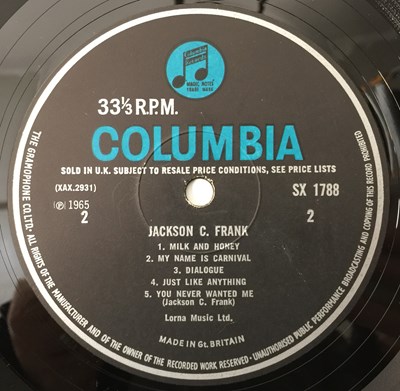 Columbia
Records
MAGIC NOTES
TRADE MARK
33⅓ R.P.M.
COLUMBIA
SOLD IN U.K. SUBJECT TO RESALE PRICE CONDITIONS, SEE PRICE LISTS
(XAX.2931)
SX 1788
Ⓟ 1965
2
2
JACKSON C. FRANK
1. MILK AND HONEY
2. MY NAME IS CARNIVAL
3. DIALOGUE
4. JUST LIKE ANYTHING
5. YOU NEVER WANTED ME
(Jackson C. Frank)
Lorna Music Ltd.
MADE IN Gt. BRITAIN
THE GRAMOPHONE CO. LTD. ALL RIGHTS OF THE MANUFACTURER AND OF THE OWNER OF THE RECORDED WORK RESERVED · UNAUTHORISED PUBLIC PERFORMANCE BROADCASTING AND COPYING OF THIS RECORD PROHIBITED